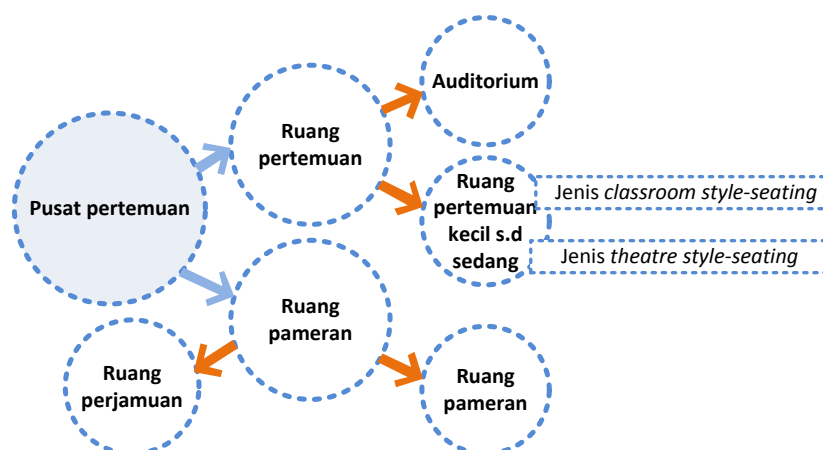 Pusat pertemuan
Ruang
pertemuan
Auditorium
Ruang
pertemuan
kecil s.d
sedang
Jenis classroom style-seating
Jenis theatre style-seating
Ruang
pameran
Ruang
perjamuan
Ruang
pameran